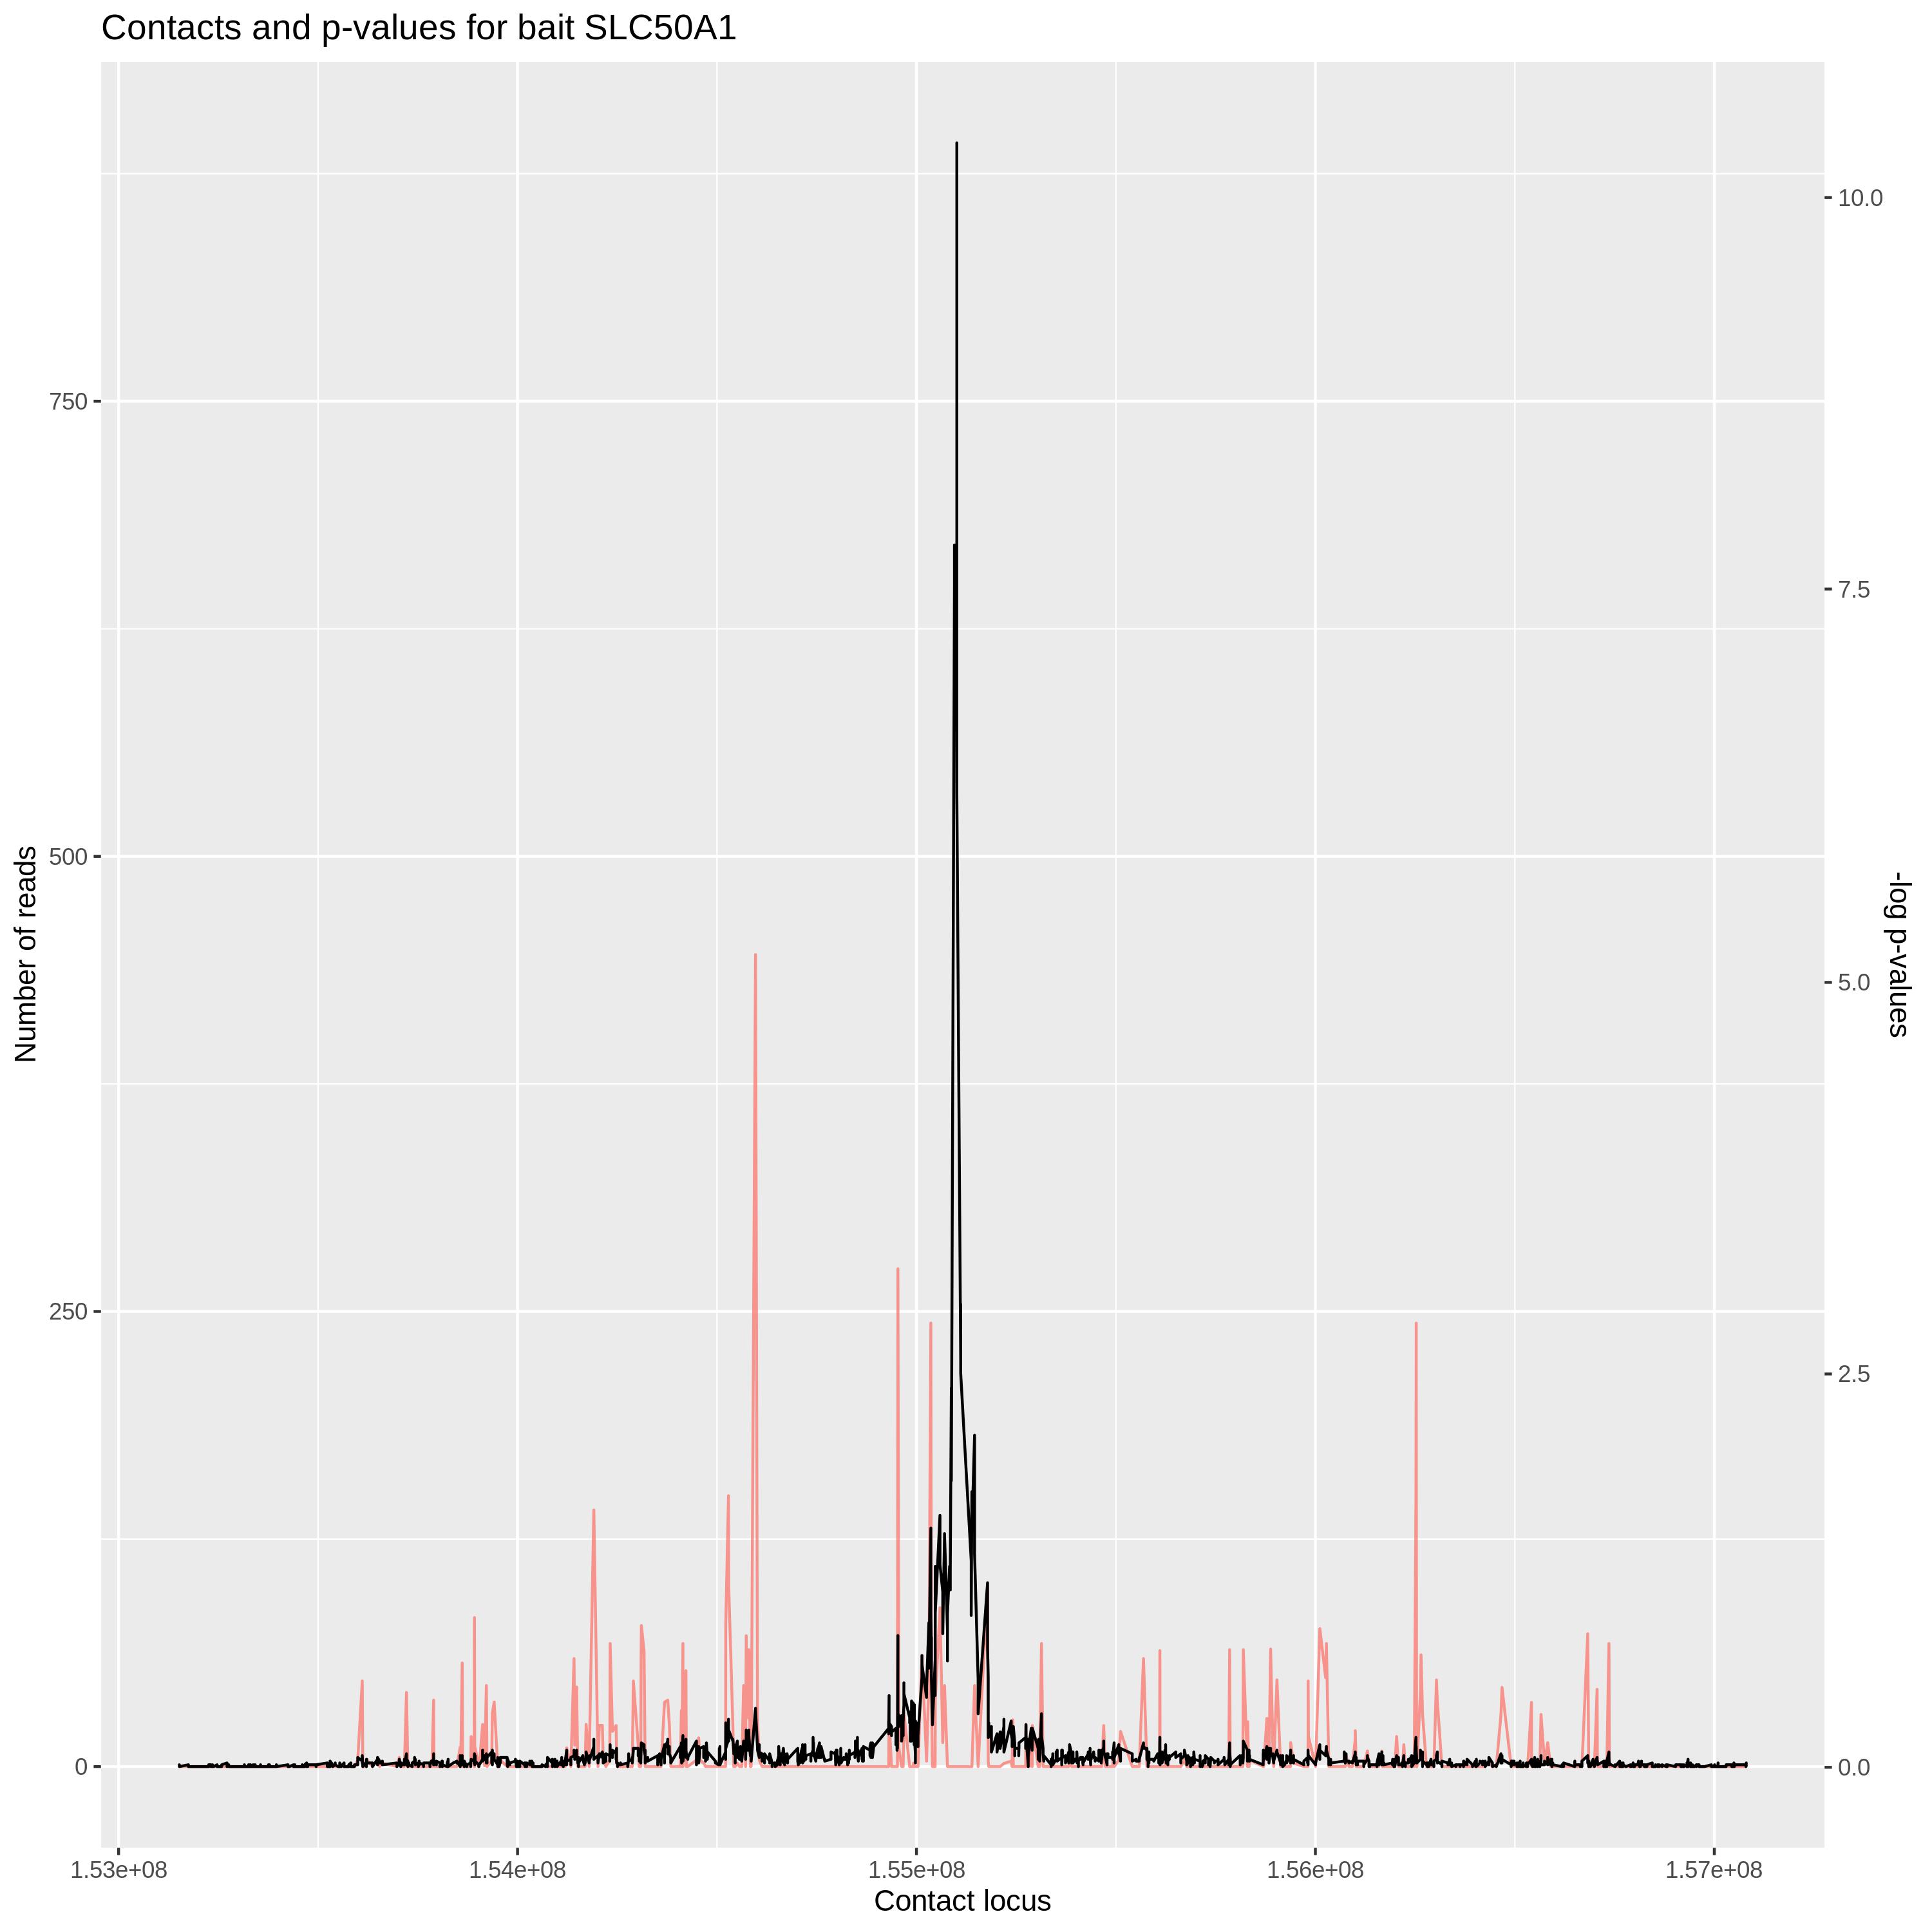 Contacts and p-values for bait SLC50A1
Number of reads
750
500
250
0
10.0
7.5
5.0
2.5
0.0
-log p-values
1.53e+08
1.54e+08
1.55e+08
1.56e+08
1.57e+08
Contact locus